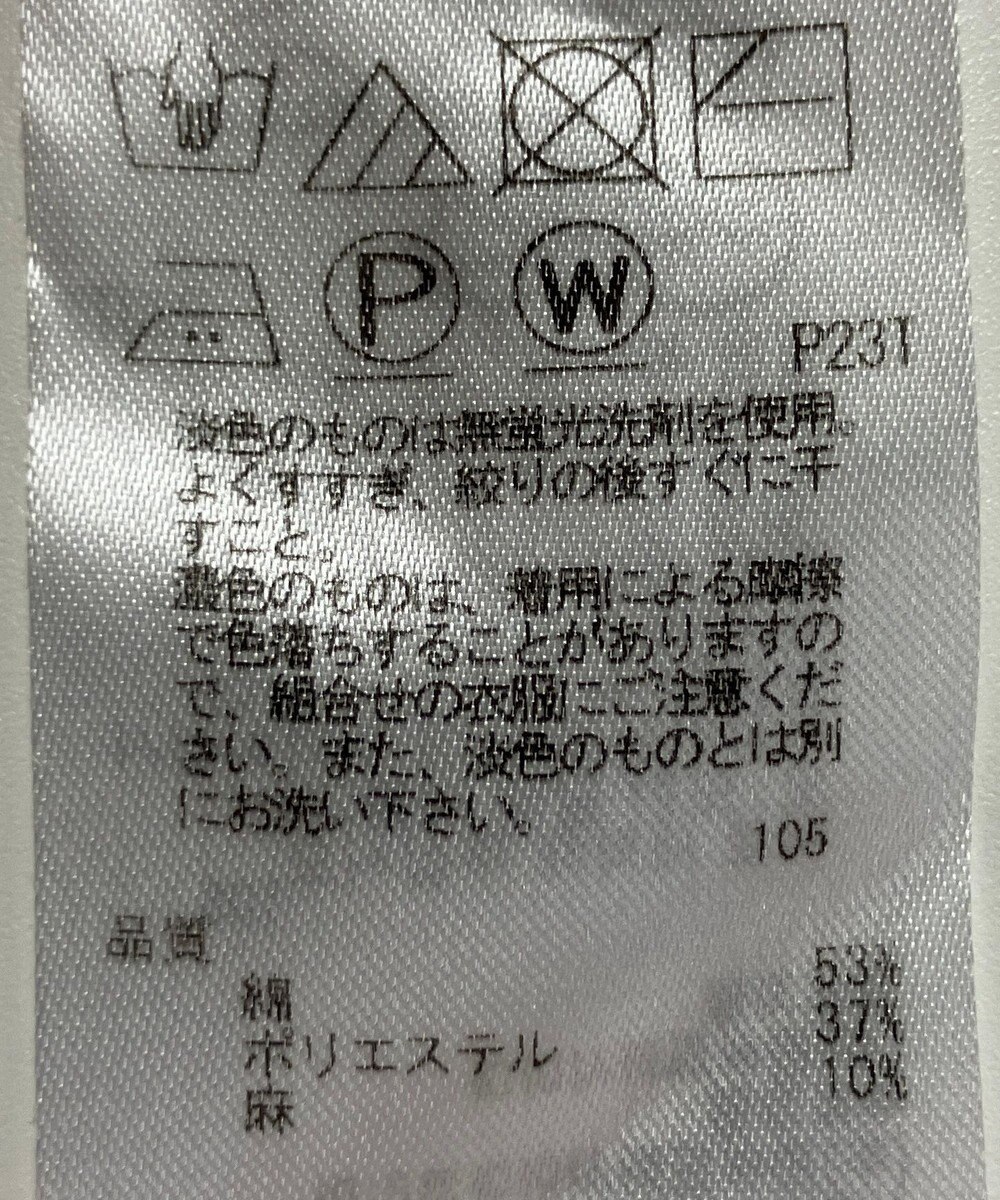 P
W
P23T
淡色のものは無蛍光洗剤を使用。
よくすすぎ、絞りの後すぐに干
すこと。
濃色のものは、着用による摩擦
で色落ちすることがありますの
で、組合せの衣服にご注意くだ
さい。また、淡色のものとは別
にお洗い下さい。
105
品質
綿 53%
ポリエステル 37%
麻 10%